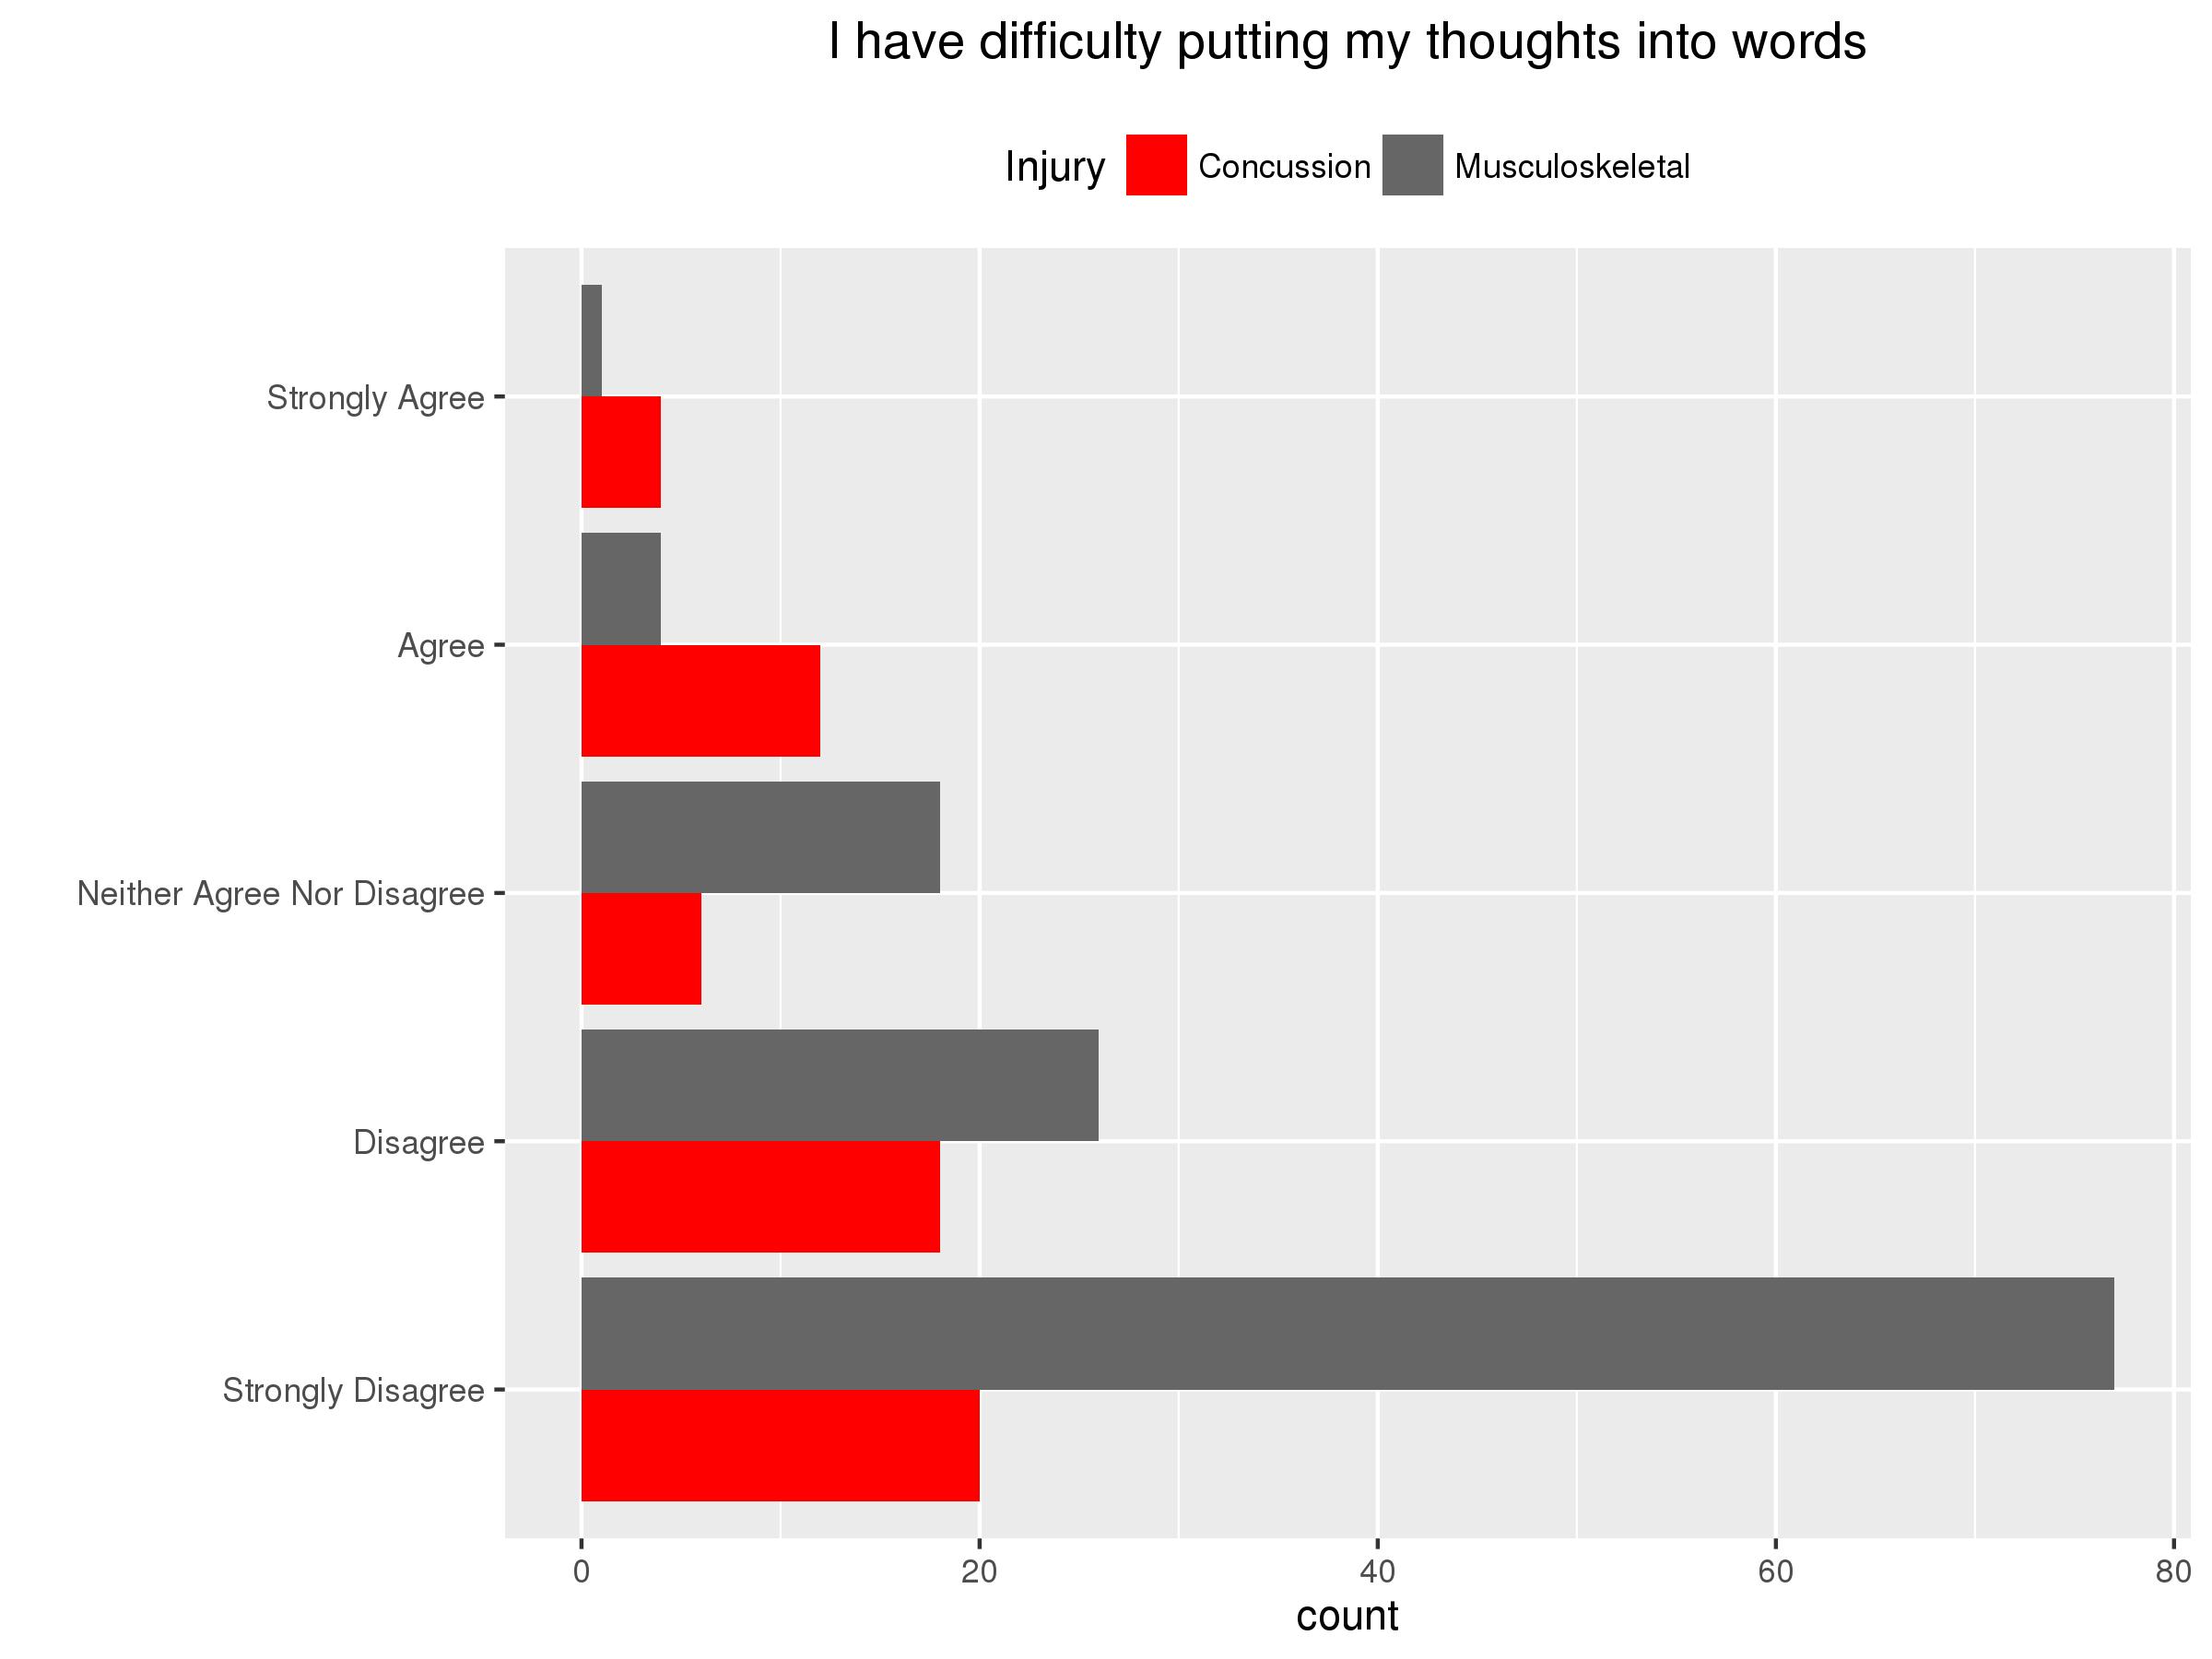 I have difficulty putting my thoughts into words
Injury Concussion Musculoskeletal
Strongly Agree
Agree
Neither Agree Nor Disagree
Disagree
Strongly Disagree
0 20 40 60 80
count